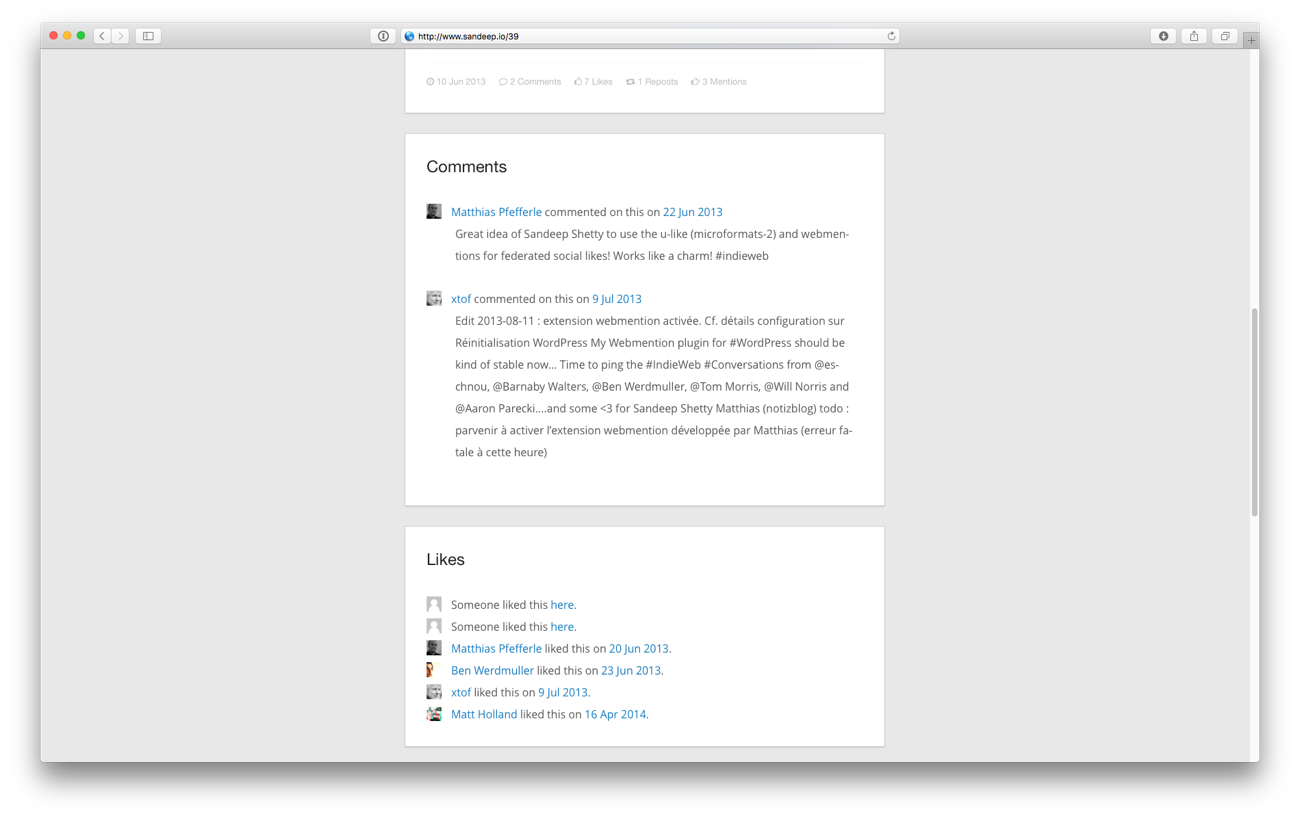 http://www.sandeep.io/39
10 Jun 2013 2 Comments 7 Likes 1 Reposts 3 Mentions
Comments
Matthias Pfefferle commented on this on 22 Jun 2013
Great idea of Sandeep Shetty to use the u-like (microformats-2) and webmen-
tions for federated social likes! Works like a charm! #indieweb
xtof commented on this on 9 Jul 2013
Edit 2013-08-11 : extension webmention activée. Cf. détails configuration sur
Réinitialisation WordPress My Webmention plugin for #WordPress should be
kind of stable now... Time to ping the #IndieWeb #Conversations from @es-
chnou, @Barnaby Walters, @Ben Werdmuller, @Tom Morris, @Will Norris and
@Aaron Parecki....and some <3 for Sandeep Shetty Matthias (notizblog) todo :
parvenir à activer l'extension webmention développée par Matthias (erreur fa-
tale à cette heure)
Likes
Someone liked this here.
Someone liked this here.
Matthias Pfefferle liked this on 20 Jun 2013.
Ben Werdmuller liked this on 23 Jun 2013.
xtof liked this on 9 Jul 2013.
Matt Holland liked this on 16 Apr 2014.